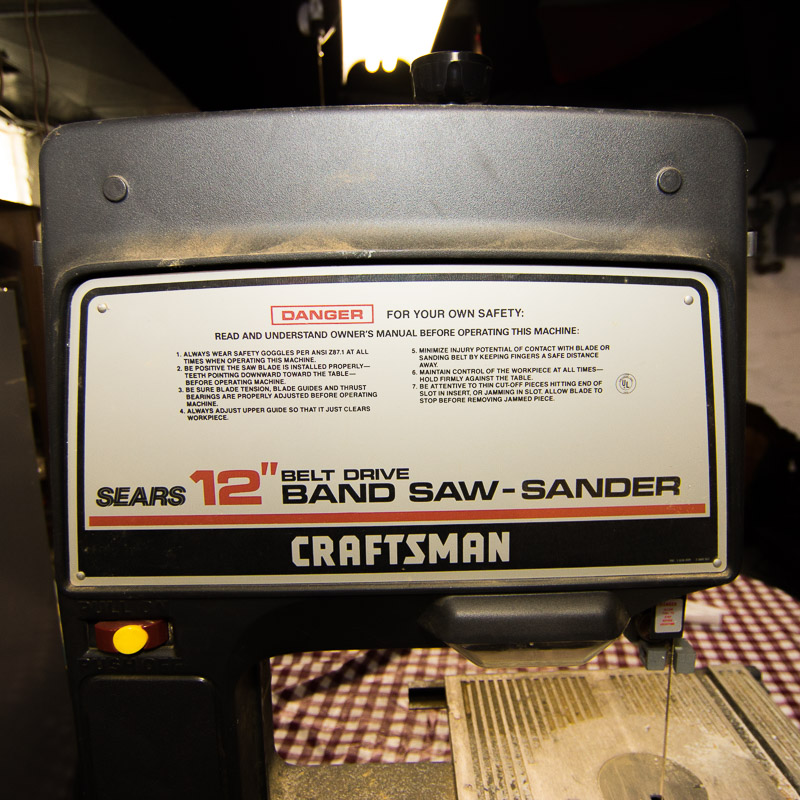 DANGER FOR YOUR OWN SAFETY:
READ AND UNDERSTAND OWNER'S MANUAL BEFORE OPERATING THIS MACHINE:
1. ALWAYS WEAR SAFETY GOGGLES PER ANSI Z87.1 AT ALL
TIMES WHEN OPERATING THIS MACHINE.
2. BE POSITIVE THE SAW BLADE IS INSTALLED PROPERLY—
TEETH POINTING DOWNWARD TOWARD THE TABLE—
BEFORE OPERATING MACHINE.
3. BE SURE BLADE TENSION, BLADE GUIDES AND THRUST
BEARINGS ARE PROPERLY ADJUSTED BEFORE OPERATING
MACHINE.
4. ALWAYS ADJUST UPPER GUIDE SO THAT IT JUST CLEARS
WORKPIECE.
5. MINIMIZE INJURY POTENTIAL OF CONTACT WITH BLADE OR
SANDING BELT BY KEEPING FINGERS A SAFE DISTANCE
AWAY.
6. MAINTAIN CONTROL OF THE WORKPIECE AT ALL TIMES—
HOLD FIRMLY AGAINST THE TABLE.
7. BE ATTENTIVE TO THIN CUT-OFF PIECES HITTING END OF
SLOT IN INSERT, OR JAMMING IN SLOT. ALLOW BLADE TO
STOP BEFORE REMOVING JAMMED PIECE.
UL
SEARS 12" BELT DRIVE
BAND SAW-SANDER
CRAFTSMAN